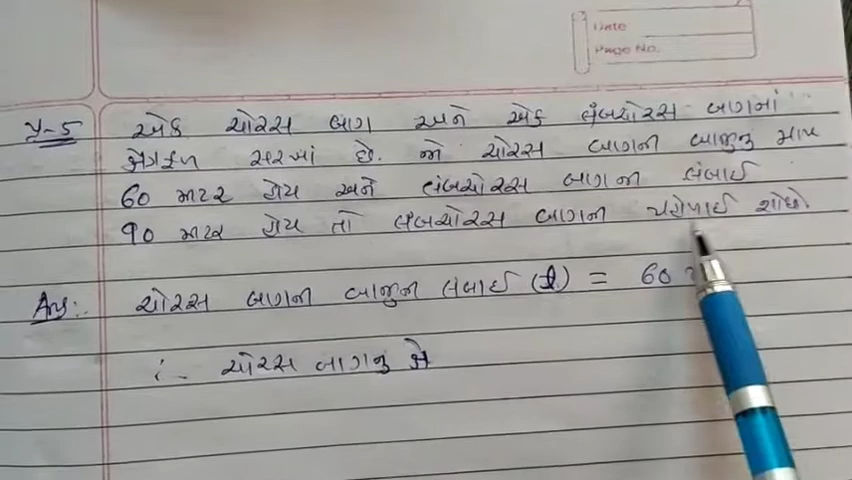 Date
Page No.
પ્ર-5 એક ચોરસ બાગ અને એક લંબચોરસ બાગનાં
ક્ષેત્રફળ સરખાં છે. જો ચોરસ બાગની બાજુનું માપ
60 મીટર હોય અને લંબચોરસ બાગની લંબાઈ
90 મીટર હોય તો લંબચોરસ બાગની પહોળાઈ શોધો.
Ans:. ચોરસ બાગની બાજુની લંબાઈ (l) = 60
∴ - ચોરસ બાગનુ ક્ષે